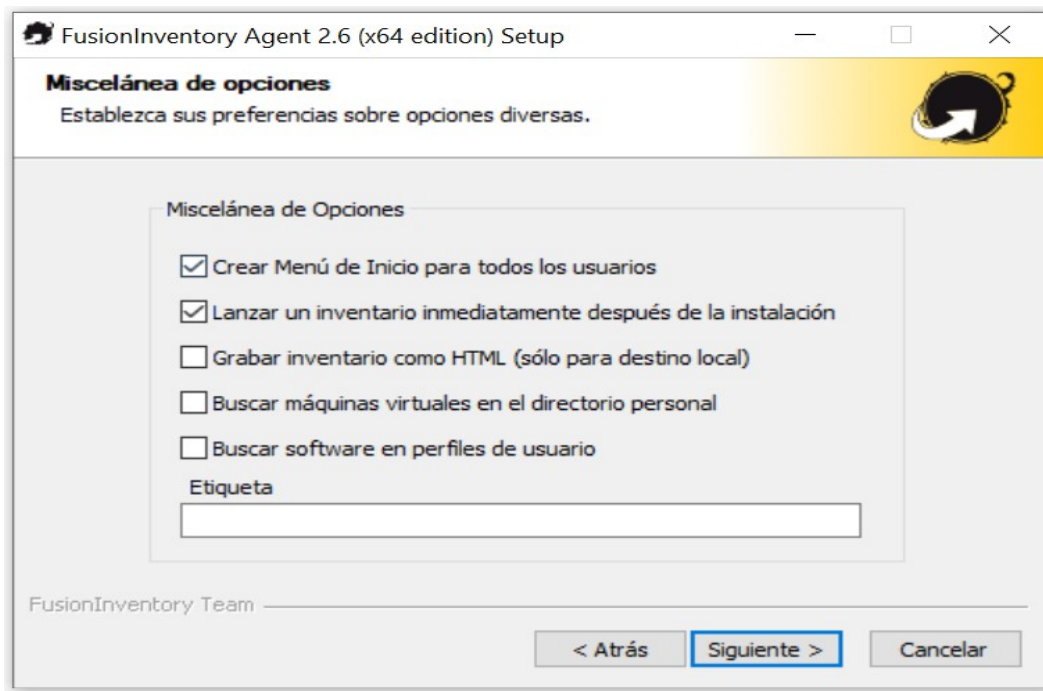 FusionInventory Agent 2.6 (x64 edition) Setup
Miscelánea de opciones
Establezca sus preferencias sobre opciones diversas.
Miscelánea de Opciones
Crear Menú de Inicio para todos los usuarios
Lanzar un inventario inmediatamente después de la instalación
Grabar inventario como HTML (sólo para destino local)
Buscar máquinas virtuales en el directorio personal
Buscar software en perfiles de usuario
Etiqueta
FusionInventory Team
< Atrás Siguiente > Cancelar